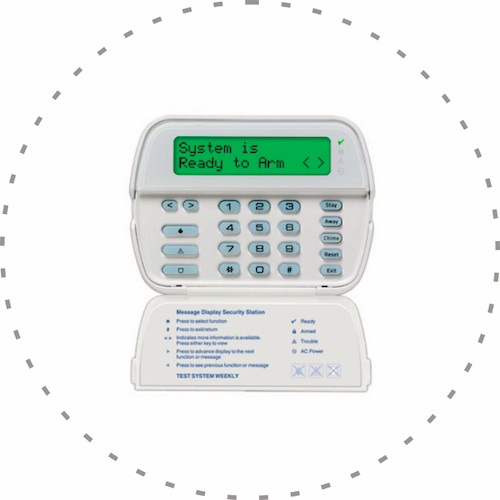 System is
Ready to Arm < >
< > 1 2 3 Stay
4 5 6 Away
7 8 9 Chime
Reset
* 0 # Exit
Message Display Security Station
* Press to select function
# Press to exit/return
< > Indicates more information is available.
Press either key to view
> Press to advance display to the next
function or message
< Press to see previous function or message
TEST SYSTEM WEEKLY
✓ Ready
Armed
Trouble
AC Power